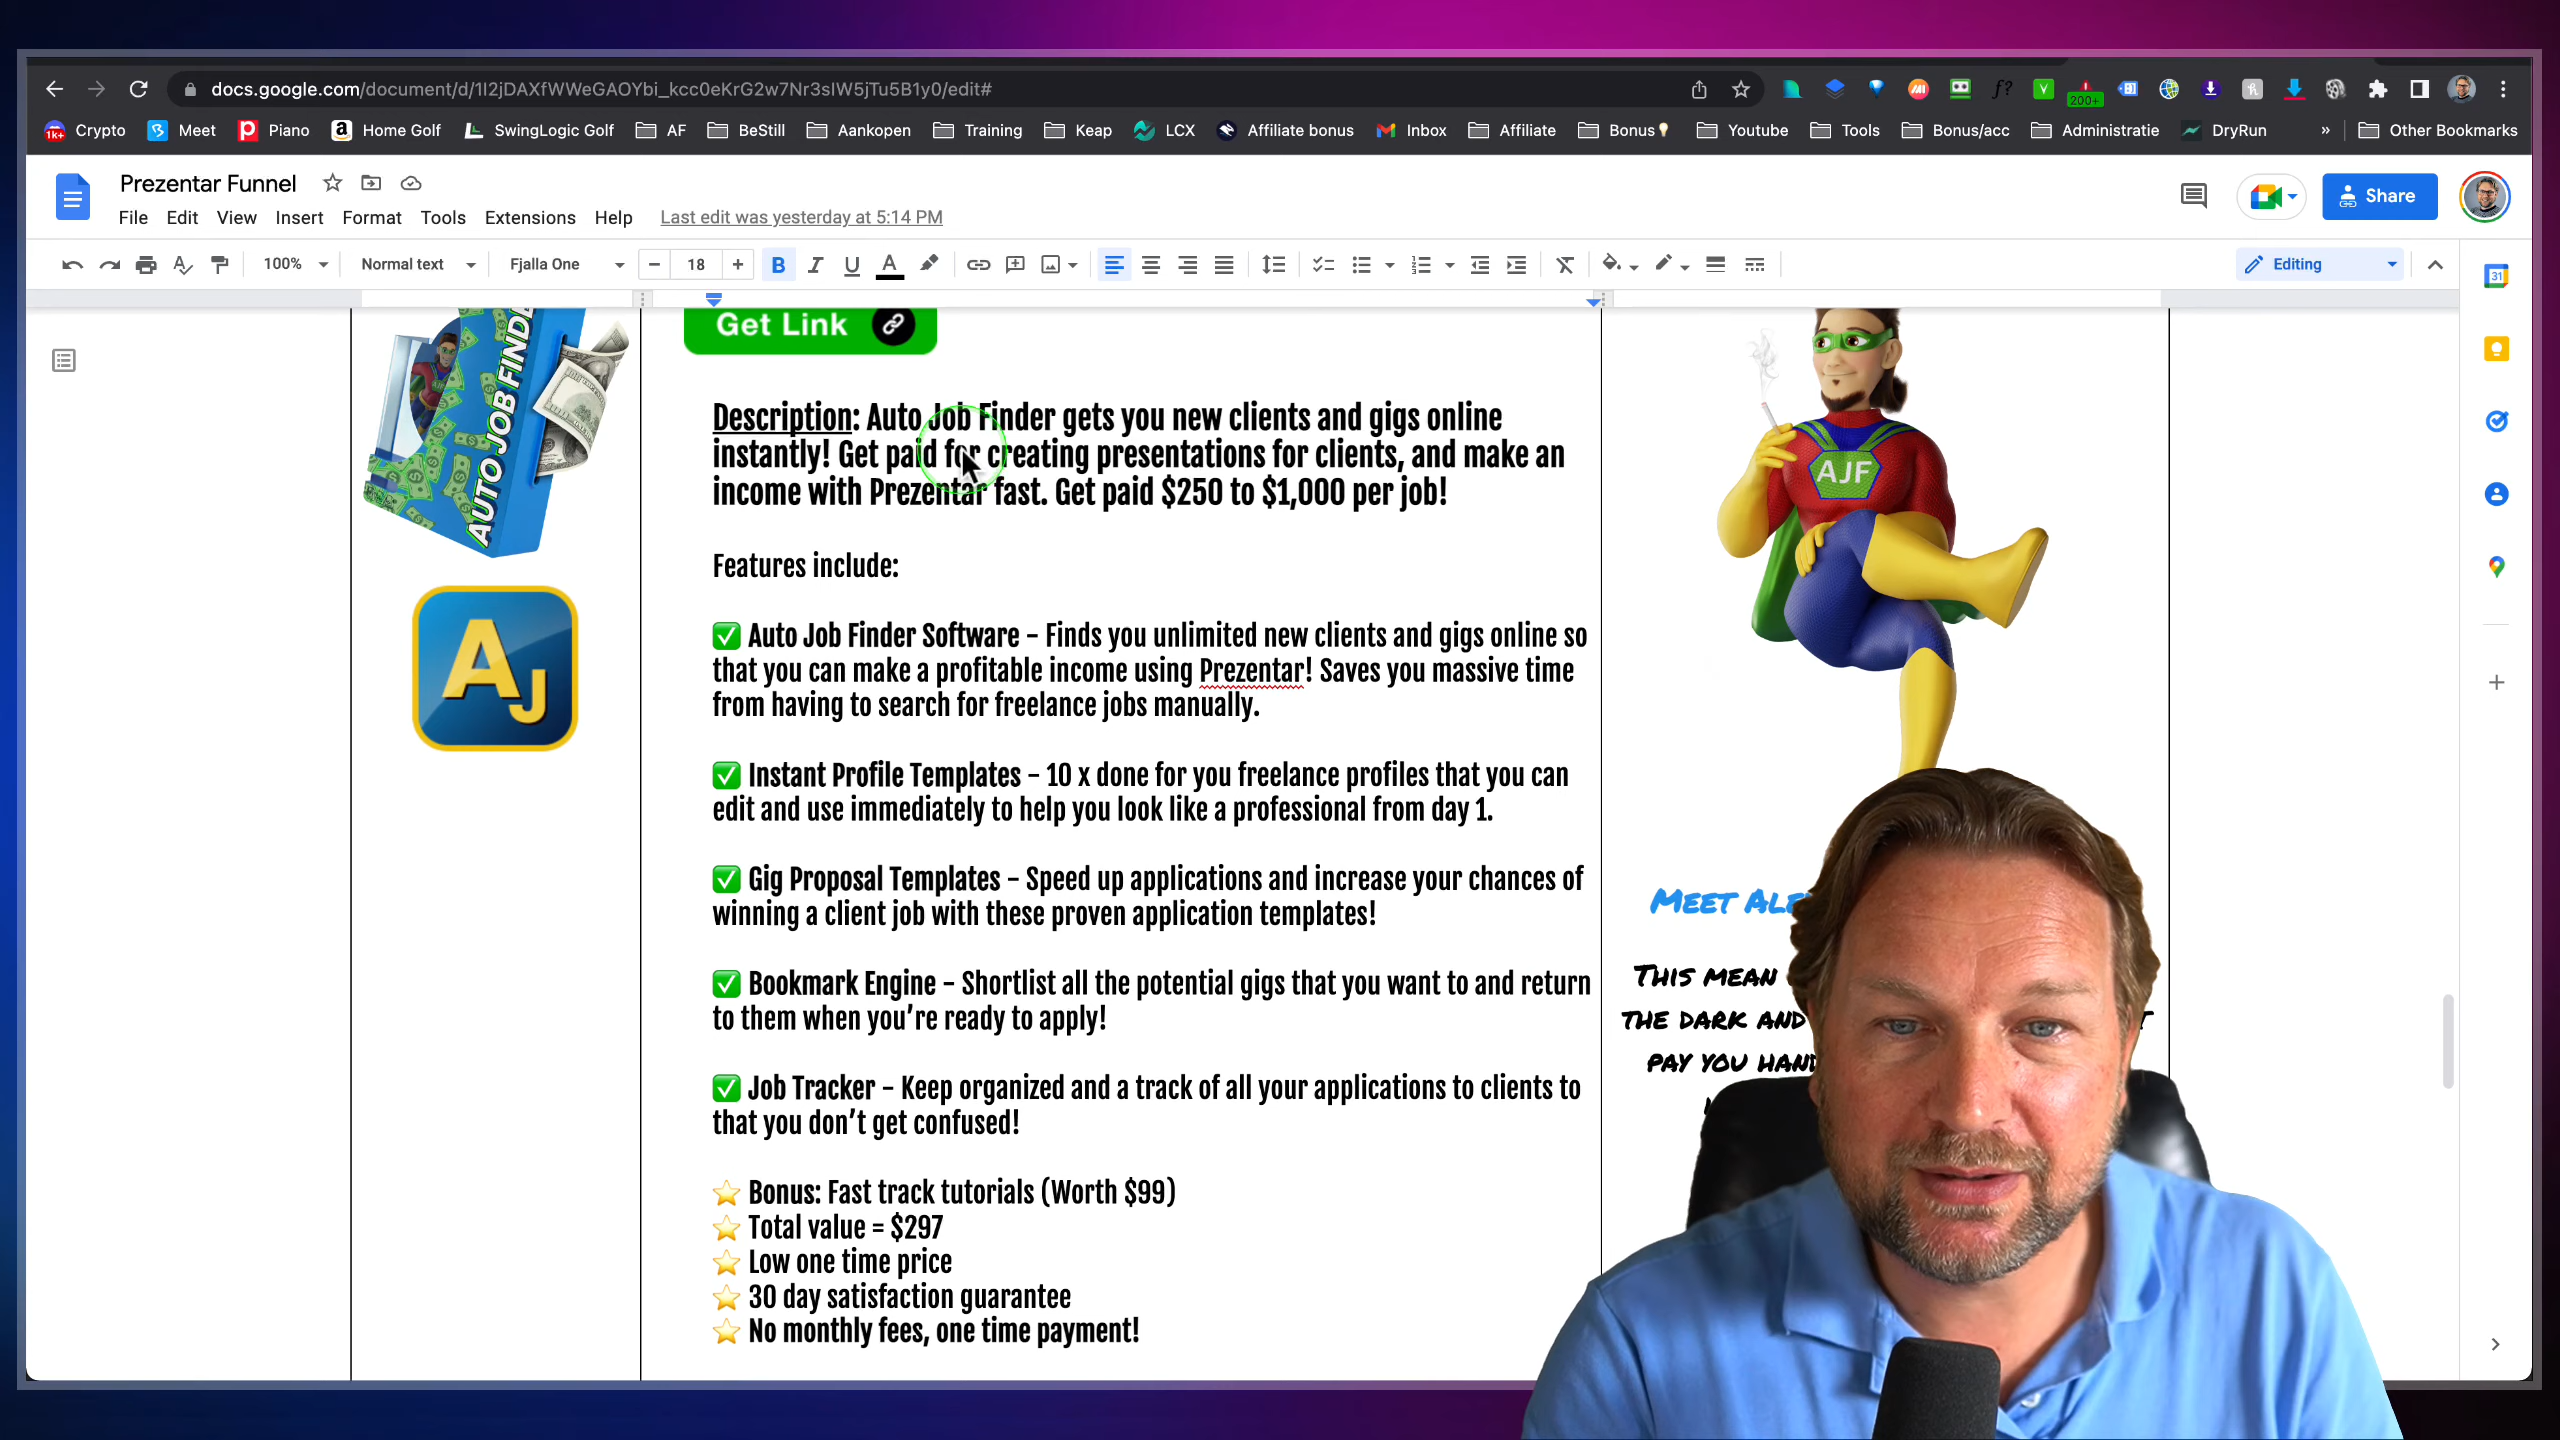 docs.google.com/document/d/1I2jDAXfWWeGAOYbi_kcc0eKrG2w7Nr3sIW5jTu5B1y0/edit#
200+
1k+ Crypto Meet Piano Home Golf SwingLogic Golf AF BeStill Aankopen Training Keap LCX Affiliate bonus Inbox Affiliate Bonus Youtube Tools Bonus/acc Administratie DryRun » Other Bookmarks
Prezentar Funnel
File Edit View Insert Format Tools Extensions Help Last edit was yesterday at 5:14 PM
Share
100% Normal text Fjalla One 18 B I U A Editing
31
Get Link
AUTO JOB FINDE
AJF
Description: Auto Job Finder gets you new clients and gigs online
instantly! Get paid for creating presentations for clients, and make an
income with Prezentar fast. Get paid $250 to $1,000 per job!
Features include:
AJ
✅ Auto Job Finder Software - Finds you unlimited new clients and gigs online so
that you can make a profitable income using Prezentar! Saves you massive time
from having to search for freelance jobs manually.
✅ Instant Profile Templates - 10 x done for you freelance profiles that you can
edit and use immediately to help you look like a professional from day 1.
✅ Gig Proposal Templates - Speed up applications and increase your chances of
winning a client job with these proven application templates!
✅ Bookmark Engine - Shortlist all the potential gigs that you want to and return
to them when you're ready to apply!
✅ Job Tracker - Keep organized and a track of all your applications to clients to
that you don't get confused!
⭐ Bonus: Fast track tutorials (Worth $99)
⭐ Total value = $297
⭐ Low one time price
⭐ 30 day satisfaction guarantee
⭐ No monthly fees, one time payment!
MEET
THIS MEAN
THE DARK AND
PAY YOU